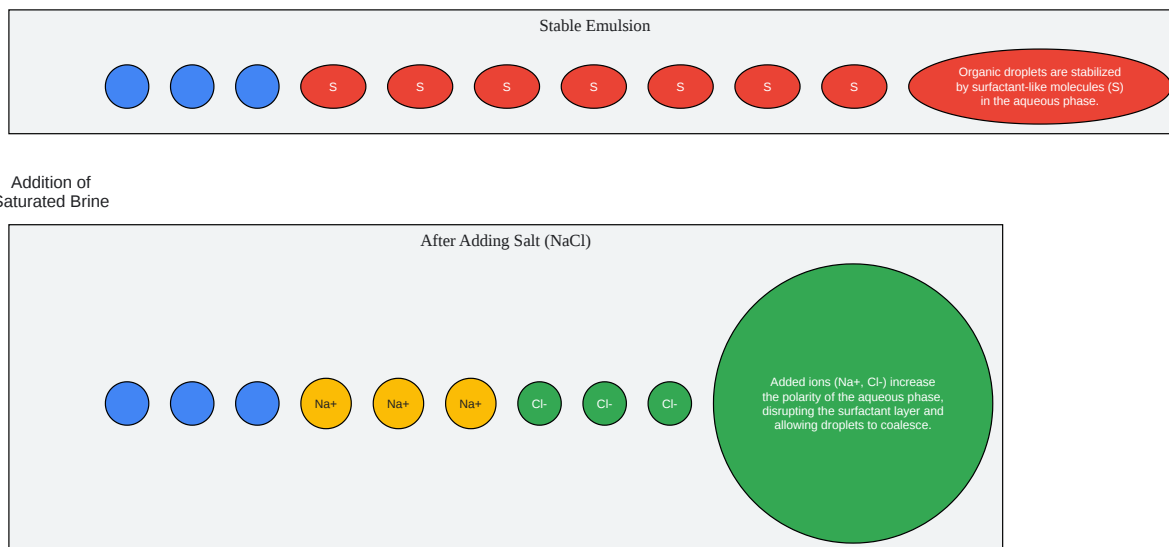 Stable Emulsion
S S S S S S S
Organic droplets are stabilized
by surfactant-like molecules (S)
in the aqueous phase.
Addition of
Saturated Brine
After Adding Salt (NaCl)
Na+ Na+ Na+ Cl- Cl- Cl-
Added ions (Na+, Cl-) increase
the polarity of the aqueous phase,
disrupting the surfactant layer and
allowing droplets to coalesce.